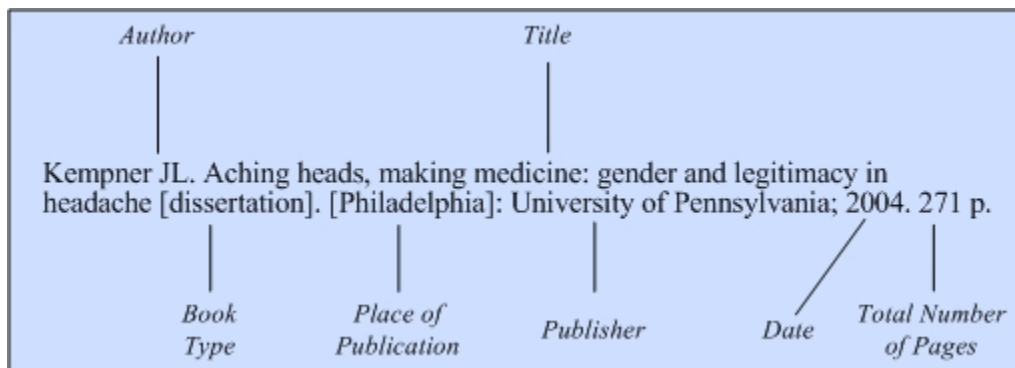 Author Title
Kempner JL. Aching heads, making medicine: gender and legitimacy in
headache [dissertation]. [Philadelphia]: University of Pennsylvania; 2004. 271 p.
Book Place of Publisher Date Total Number
Type Publication of Pages